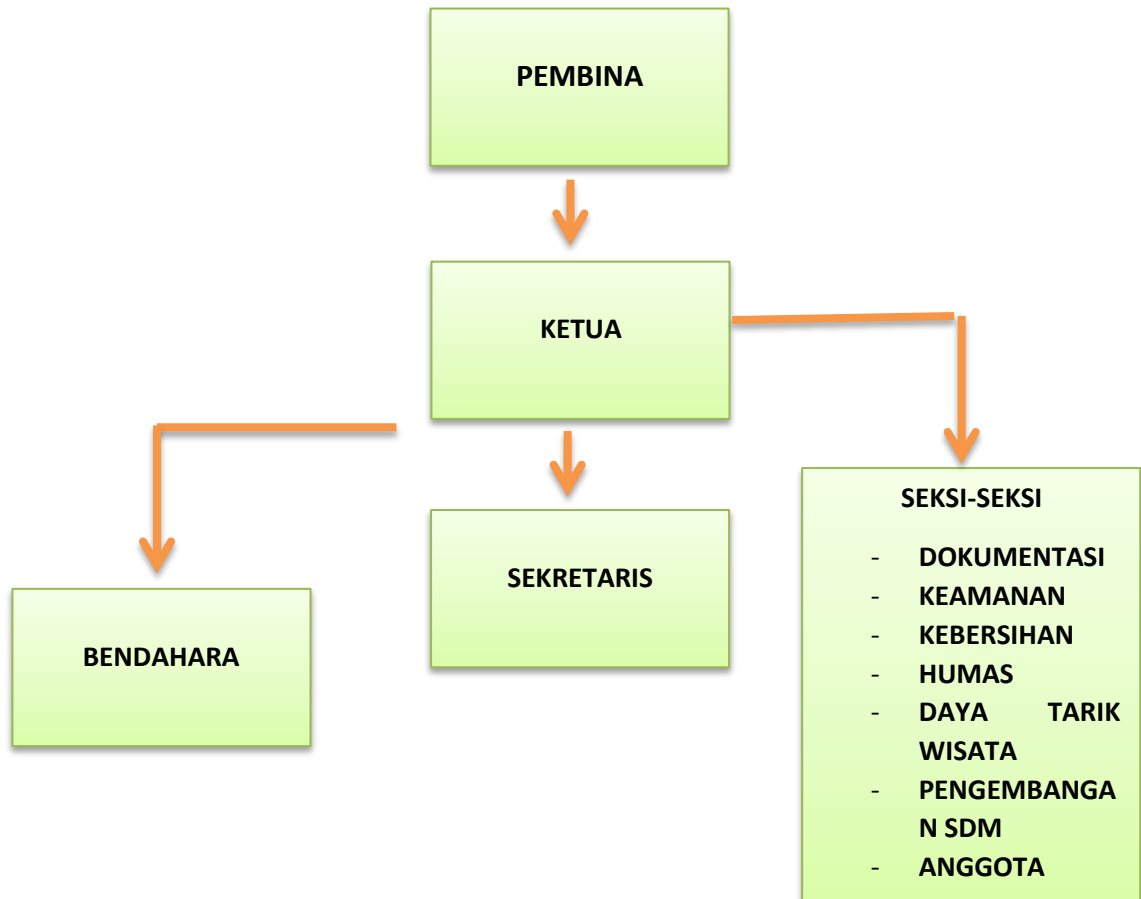 PEMBINA
KETUA
SEKRETARIS
BENDAHARA
SEKSI-SEKSI
- DOKUMENTASI
- KEAMANAN
- KEBERSIHAN
- HUMAS
- DAYA TARIK
WISATA
- PENGEMBANGA
N SDM
- ANGGOTA